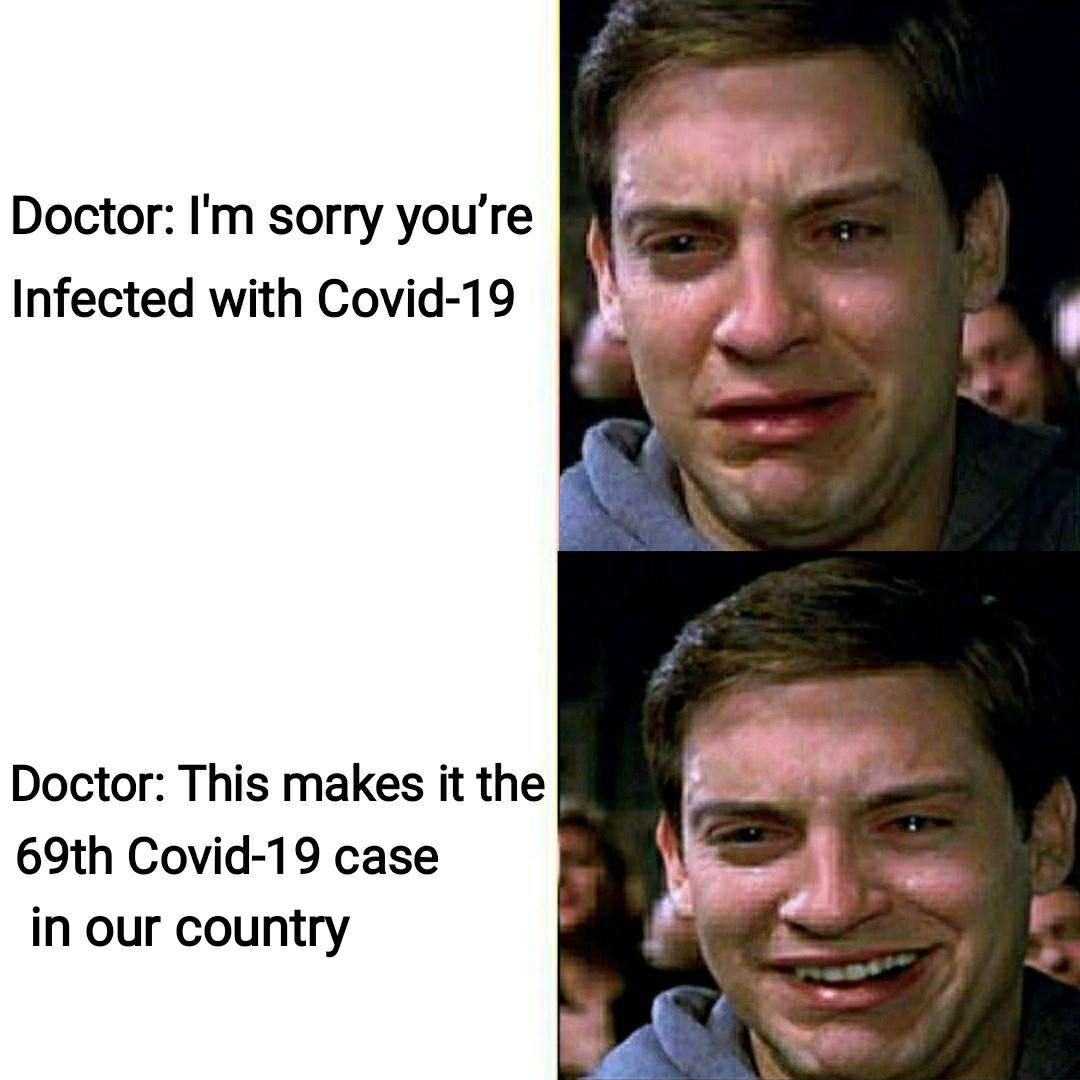 Doctor: I'm sorry you’re
Infected with Covid-19
Doctor: This makes it the
69th Covid-19 case
in our country